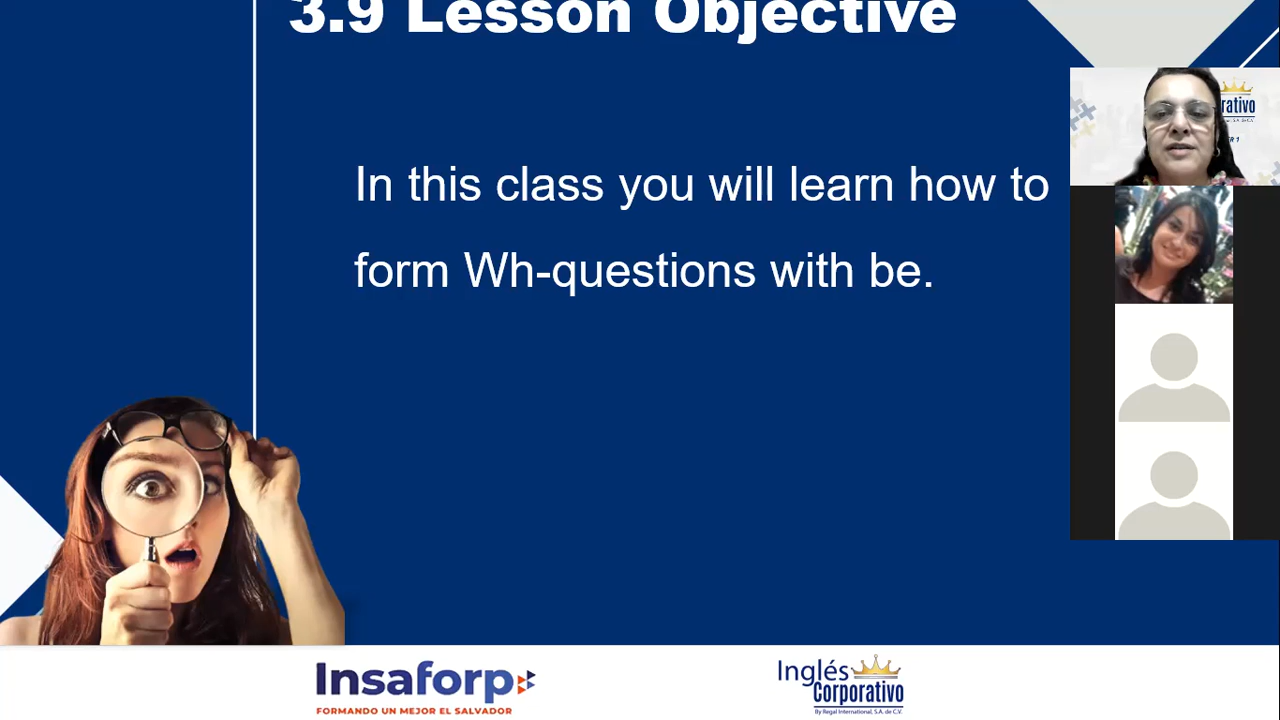 3.9 Lesson Objective
In this class you will learn how to
form Wh-questions with be.
rativo
Insaforp
FORMANDO UN MEJOR EL SALVADOR
Inglés
Corporativo
By Regal International, S.A. de C.V.